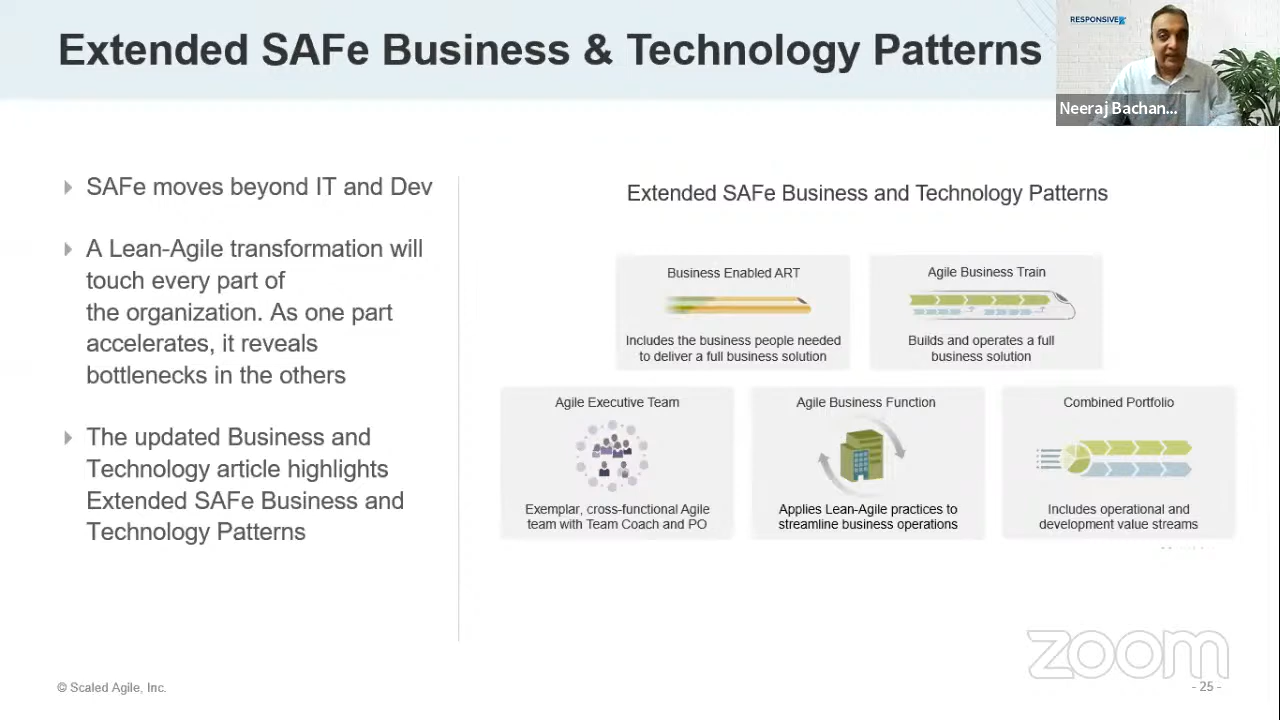 Extended SAFe Business & Technology Patterns
RESPONSIVE
Neeraj Bachan...
SAFe moves beyond IT and Dev
A Lean-Agile transformation will
touch every part of
the organization. As one part
accelerates, it reveals
bottlenecks in the others
The updated Business and
Technology article highlights
Extended SAFe Business and
Technology Patterns
Extended SAFe Business and Technology Patterns
Business Enabled ART
Includes the business people needed
to deliver a full business solution
Agile Business Train
Builds and operates a full
business solution
Agile Executive Team
Exemplar, cross-functional Agile
team with Team Coach and PO
Agile Business Function
Applies Lean-Agile practices to
streamline business operations
Combined Portfolio
Includes operational and
development value streams
zoom
© Scaled Agile, Inc.
- 25 -